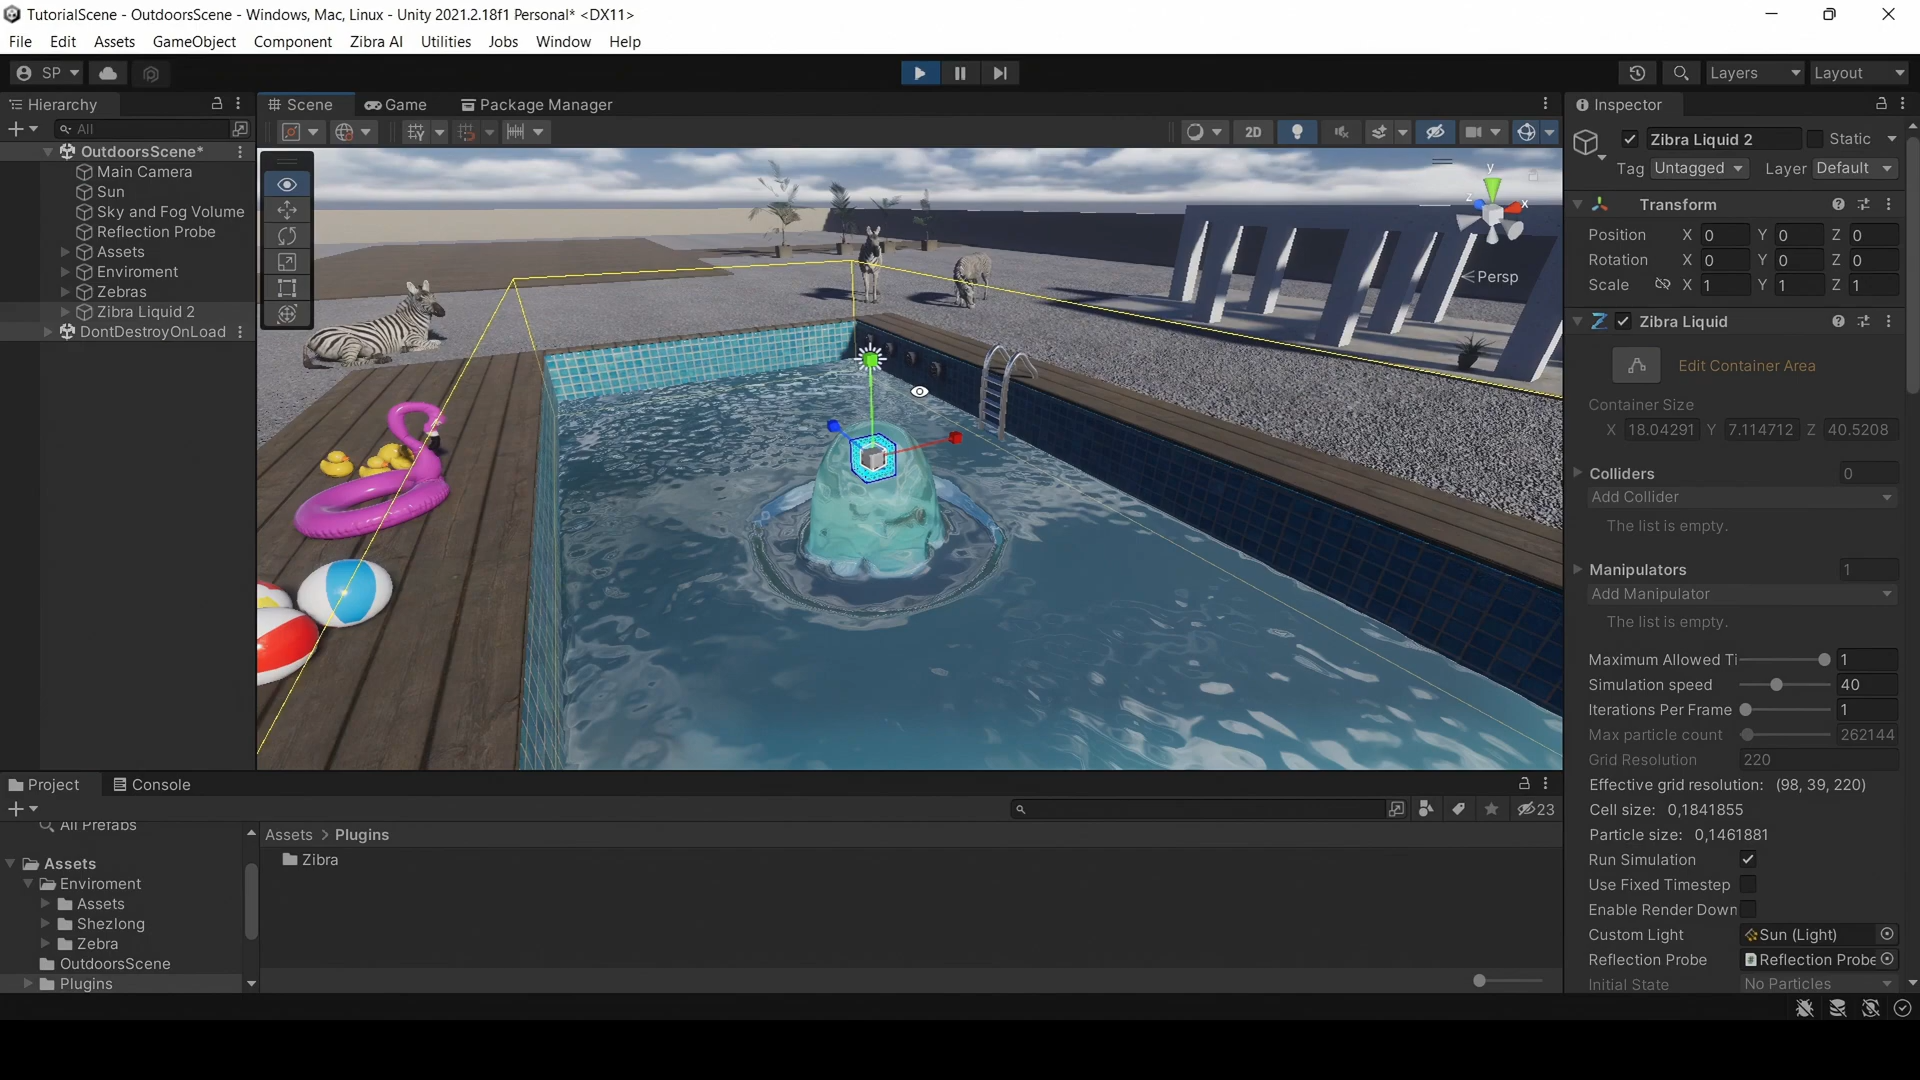 TutorialScene - OutdoorsScene - Windows, Mac, Linux - Unity 2021.2.18f1 Personal* <DX11>
File Edit Assets GameObject Component Zibra AI Utilities Jobs Window Help
SP
Layers Layout
Hierarchy
All
OutdoorsScene*
Main Camera
Sun
Sky and Fog Volume
Reflection Probe
Assets
Enviroment
Zebras
Zibra Liquid 2
DontDestroyOnLoad
Scene Game Package Manager
2D
y
z x
Persp
Inspector
Zibra Liquid 2 Static
Tag Untagged Layer Default
Transform
Position X 0 Y 0 Z 0
Rotation X 0 Y 0 Z 0
Scale X 1 Y 1 Z 1
Zibra Liquid
Edit Container Area
Container Size
X 18.04291 Y 7.114712 Z 40.5208
Colliders 0
Add Collider
The list is empty.
Manipulators 1
Add Manipulator
The list is empty.
Maximum Allowed Ti 1
Simulation speed 40
Iterations Per Frame 1
Max particle count 262144
Grid Resolution 220
Effective grid resolution: (98, 39, 220)
Cell size: 0,1841855
Particle size: 0,1461881
Run Simulation
Use Fixed Timestep
Enable Render Down
Custom Light Sun (Light)
Reflection Probe Reflection Probe
Initial State No Particles
Project Console
23
All Prefabs
Assets
Enviroment
Assets
Shezlong
Zebra
OutdoorsScene
Plugins
Assets > Plugins
Zibra